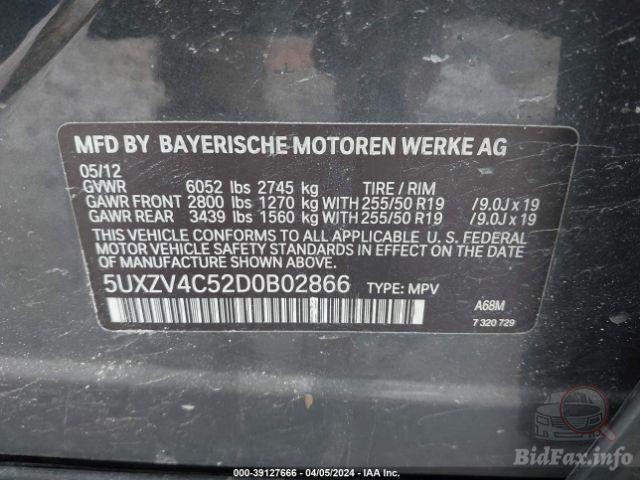 MFD BY BAYERISCHE MOTOREN WERKE AG
05/12
GVWR 6052 lbs 2745 kg TIRE / RIM
GAWR FRONT 2800 lbs 1270 kg WITH 255/50 R19 /9.0J x 19
GAWR REAR 3439 lbs 1560 kg WITH 255/50 R19 /9.0J x 19
THIS VEHICLE CONFORMS TO ALL APPLICABLE U. S. FEDERAL
MOTOR VEHICLE SAFETY STANDARDS IN EFFECT ON THE
DATE OF MANUFACTURE SHOWN ABOVE.
5UXZV4C52D0B02866 TYPE: MPV
A68M
7 320 729
BidFax.info
000-39127666 - 04/05/2024 - IAA Inc.